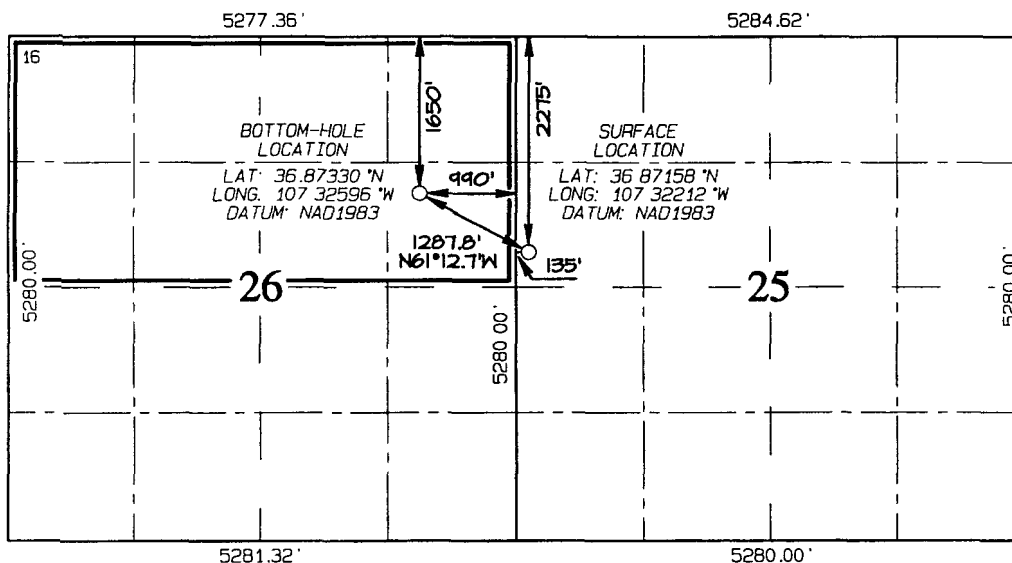 5277.36'
5284.62'
16
1650'
2275'
BOTTOM-HOLE
LOCATION
LAT: 36.87330 °N
LONG. 107 32596 °W
DATUM: NAD1983
SURFACE
LOCATION
LAT: 36 87158 °N
LONG: 107 32212 °W
DATUM: NAD1983
990'
1287.8'
N61°12.7'W
135'
5280.00'
26
5280 00'
25
5280.00'
5281.32'
5280.00'